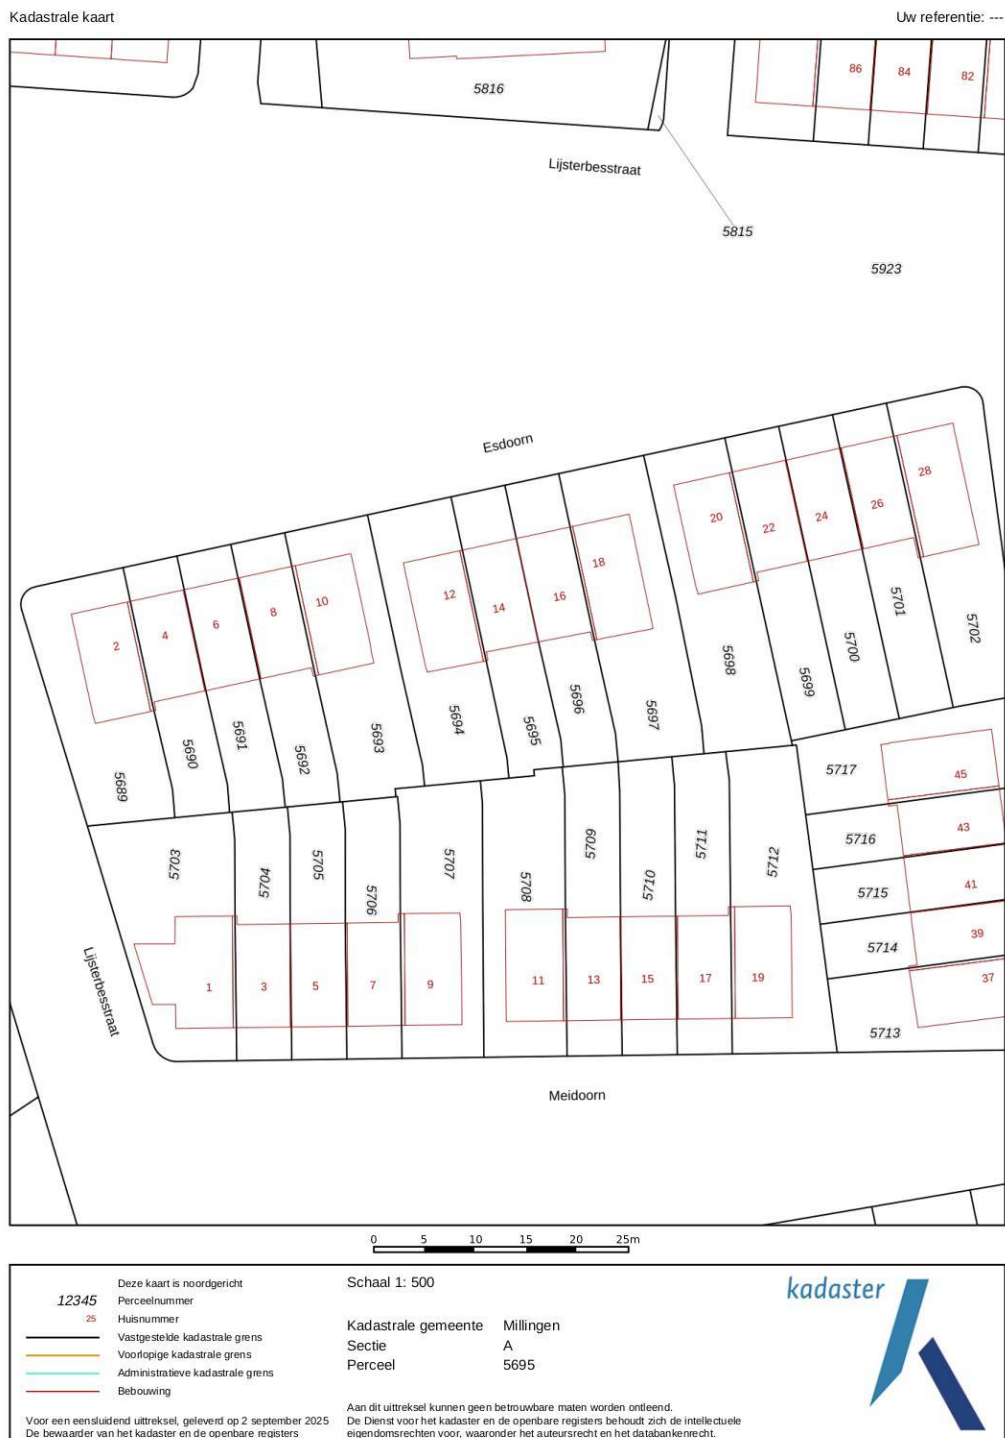 Kadastrale kaart
Uw referentie: ---
5816
86
84
82
Lijsterbesstraat
5815
5923
Esdoorn
28
26
24
22
20
18
16
14
12
10
8
6
4
2
5701
5702
5700
5699
5698
5697
5696
5695
5694
5693
5692
5691
5690
5689
5717
45
5716
43
5715
41
5714
39
37
5713
5703
5704
5705
5706
5707
5708
5709
5710
5711
5712
Lijsterbesstraat
1
3
5
7
9
11
13
15
17
19
Meidoorn
0 5 10 15 20 25m
Deze kaart is noordgericht
12345 Perceelnummer
25 Huisnummer
Vastgestelde kadastrale grens
Voorlopige kadastrale grens
Administratieve kadastrale grens
Bebouwing
Voor een eensluidend uittreksel, geleverd op 2 september 2025
De bewaarder van het kadaster en de openbare registers
Schaal 1: 500
Kadastrale gemeente Millingen
Sectie A
Perceel 5695
Aan dit uittreksel kunnen geen betrouwbare maten worden ontleend.
De Dienst voor het kadaster en de openbare registers behoudt zich de intellectuele
eigendomsrechten voor, waaronder het auteursrecht en het databankenrecht.
kadaster